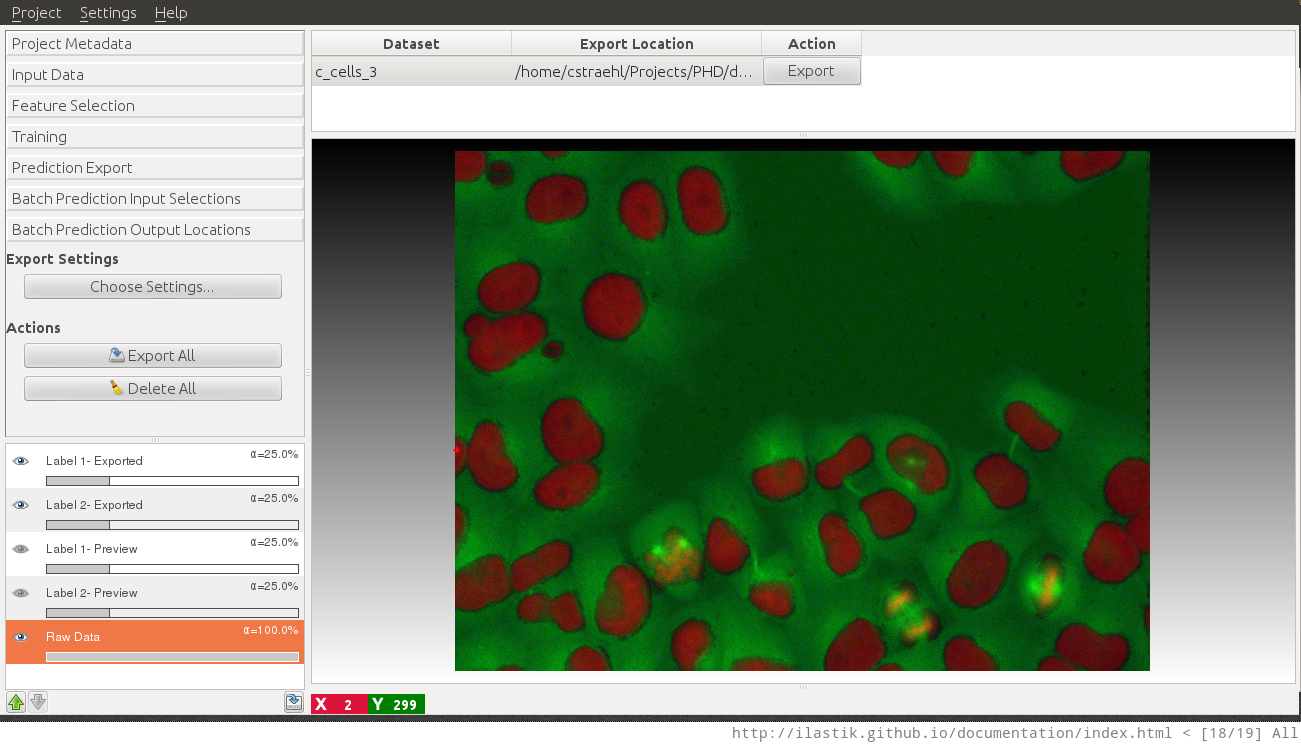 Project Settings Help
Project Metadata
Input Data
Feature Selection
Training
Prediction Export
Batch Prediction Input Selections
Batch Prediction Output Locations
Export Settings
Choose Settings...
Actions
Export All
Delete All
Label 1- Exported α=25.0%
Label 2- Exported α=25.0%
Label 1- Preview α=25.0%
Label 2- Preview α=25.0%
Raw Data α=100.0%
Dataset Export Location Action
c_cells_3 /home/cstraehl/Projects/PHD/d... Export
X 2 Y 299
http://ilastik.github.io/documentation/index.html < [18/19] All